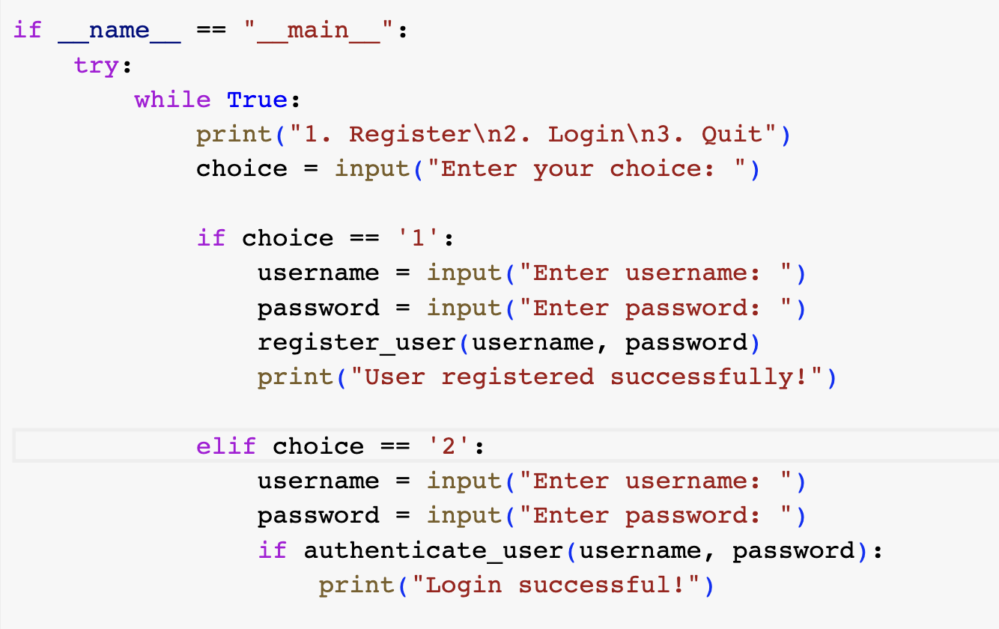 if __name__ == "__main__":
    try:
        while True:
            print("1. Register\n2. Login\n3. Quit")
            choice = input("Enter your choice: ")

            if choice == '1':
                username = input("Enter username: ")
                password = input("Enter password: ")
                register_user(username, password)
                print("User registered successfully!")

            elif choice == '2':
                username = input("Enter username: ")
                password = input("Enter password: ")
                if authenticate_user(username, password):
                    print("Login successful!")